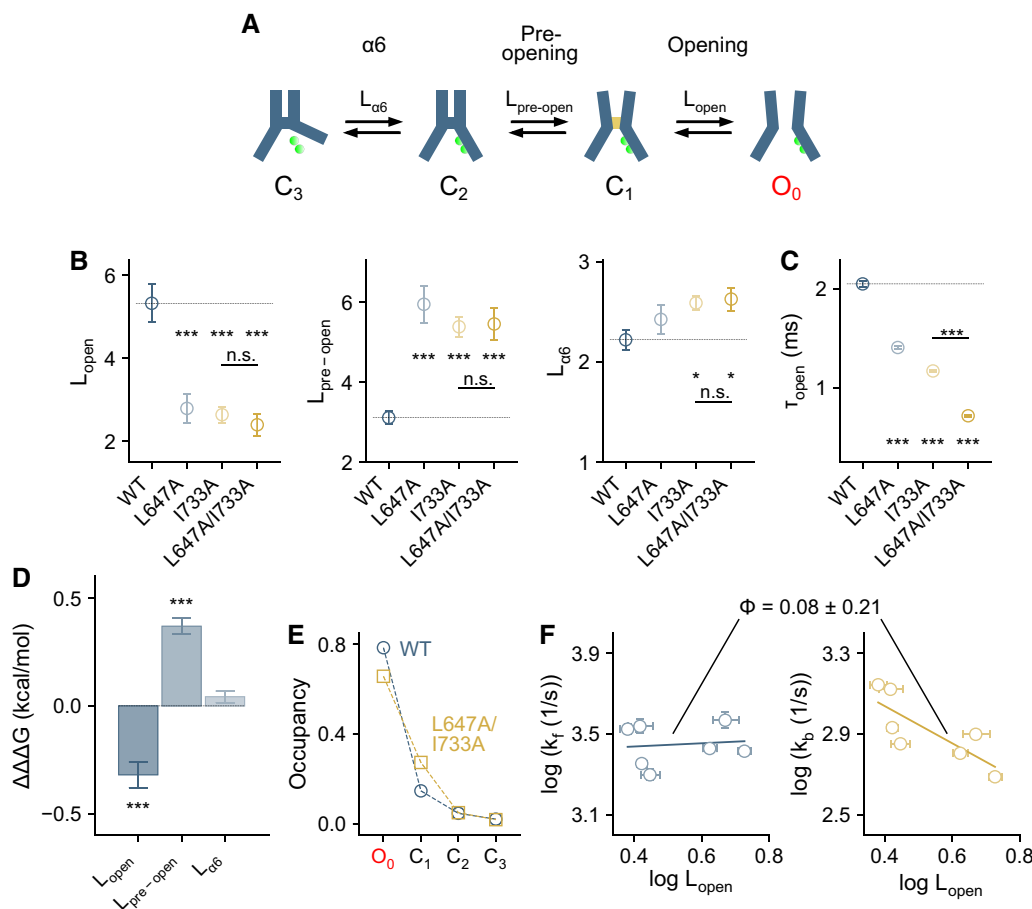 A
α6
Pre-
opening
Opening
Lα6
Lpre-open
Lopen
C3
C2
C1
O0
B
Lopen
6
4
2
***
***
***
n.s.
WT
L647A
I733A
L647A/I733A
Lpre − open
6
4
2
***
***
***
n.s.
WT
L647A
I733A
L647A/I733A
Lα6
3
2
1
*
*
n.s.
WT
L647A
I733A
L647A/I733A
C
τopen (ms)
2
1
***
***
***
***
WT
L647A
I733A
L647A/I733A
D
ΔΔΔG (kcal/mol)
0.5
0.0
−0.5
***
***
Lopen
Lpre − open
Lα6
E
Occupancy
0.8
0.4
0.0
WT
L647A/
I733A
O0
C1
C2
C3
F
Φ = 0.08 ± 0.21
log (kf (1/s))
3.9
3.5
3.1
0.4
0.6
0.8
log Lopen
log (kb (1/s))
3.3
2.9
2.5
0.4
0.6
0.8
log Lopen